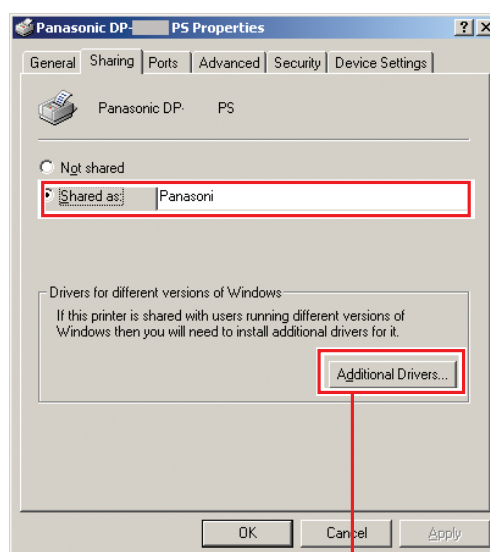 Panasonic DP- PS Properties
General Sharing Ports Advanced Security Device Settings
Panasonic DP- PS
Not shared
Shared as: Panasoni
Drivers for different versions of Windows
If this printer is shared with users running different versions of
Windows then you will need to install additional drivers for it.
Additional Drivers...
OK Cancel Apply